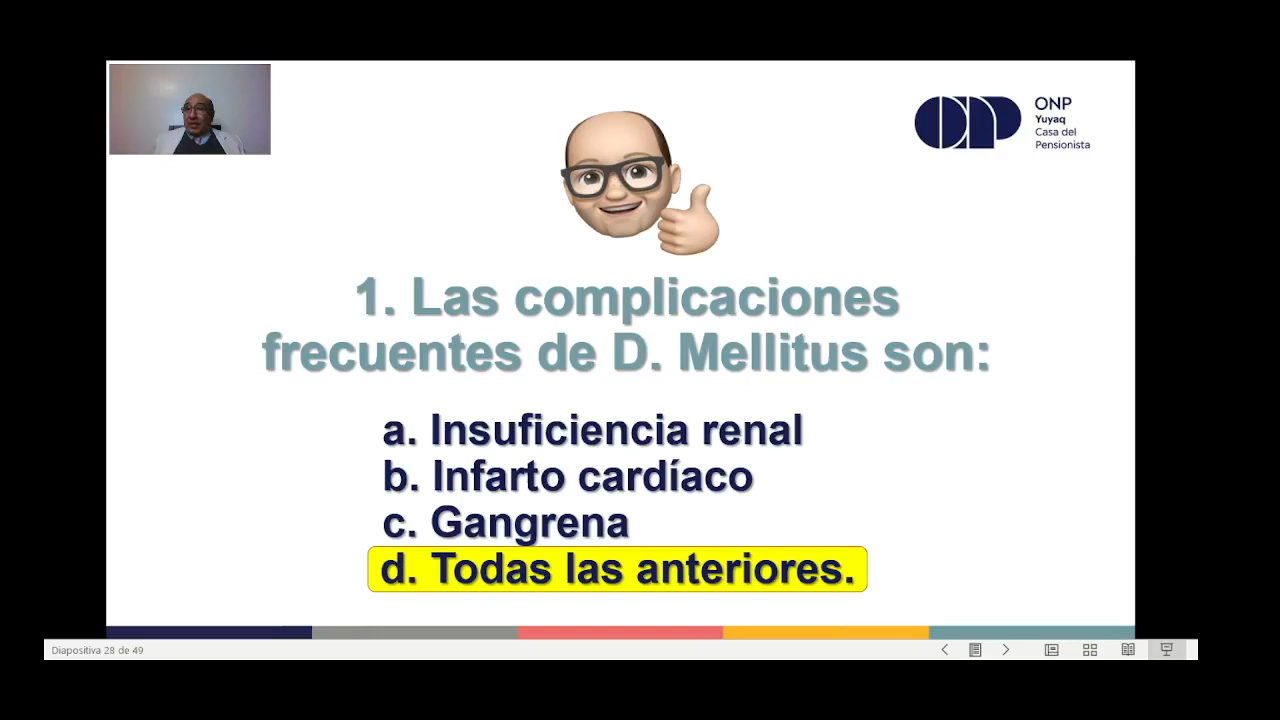 ONP
Yuyaq
Casa del
Pensionista
1. Las complicaciones
frecuentes de D. Mellitus son:
a. Insuficiencia renal
b. Infarto cardíaco
c. Gangrena
d. Todas las anteriores.
Diapositiva 28 de 49